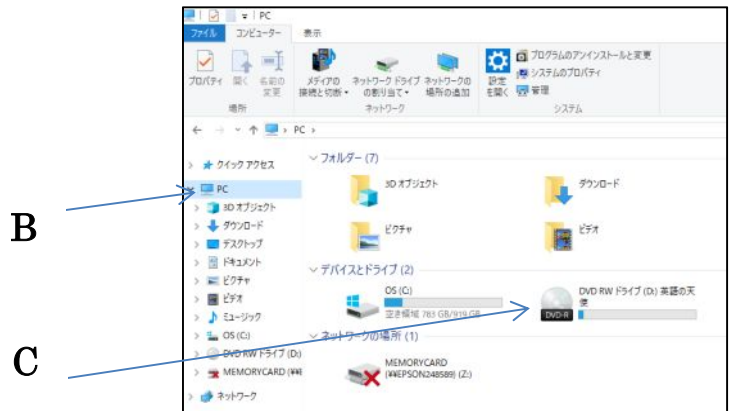 PC
ファイル コンピューター 表示
プロパティ 開く 名前の変更 メディアの接続と切断 ネットワーク ドライブの割り当て ネットワークの場所の追加 設定を開く プログラムのアンインストールと変更
システムのプロパティ
管理
場所 ネットワーク システム
PC
クイック アクセス
PC
3D オブジェクト
ダウンロード
デスクトップ
ドキュメント
ピクチャ
ビデオ
ミュージック
OS (C:)
DVD RW ドライブ (D:)
MEMORYCARD (¥¥E
ネットワーク
フォルダー (7)
3D オブジェクト ダウンロード
ピクチャ ビデオ
デバイスとドライブ (2)
OS (C:)
空き領域 783 GB/919 GB
DVD RW ドライブ (D:) 英語の天
使
DVD-R
ネットワークの場所 (1)
MEMORYCARD
(¥¥EPSON248589) (Z:)
B
C